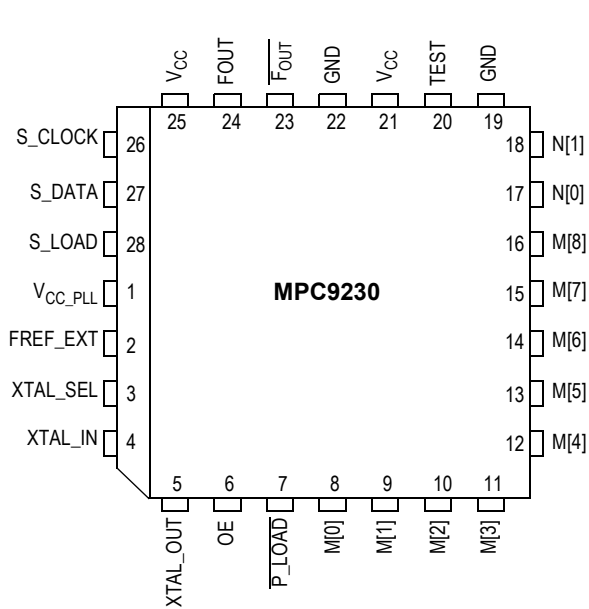 VCC FOUT FOUT GND VCC TEST GND
25 24 23 22 21 20 19
S_CLOCK 26 18 N[1]
S_DATA 27 17 N[0]
S_LOAD 28 16 M[8]
VCC_PLL 1 MPC9230 15 M[7]
FREF_EXT 2 14 M[6]
XTAL_SEL 3 13 M[5]
XTAL_IN 4 12 M[4]
5 6 7 8 9 10 11
XTAL_OUT OE P_LOAD M[0] M[1] M[2] M[3]